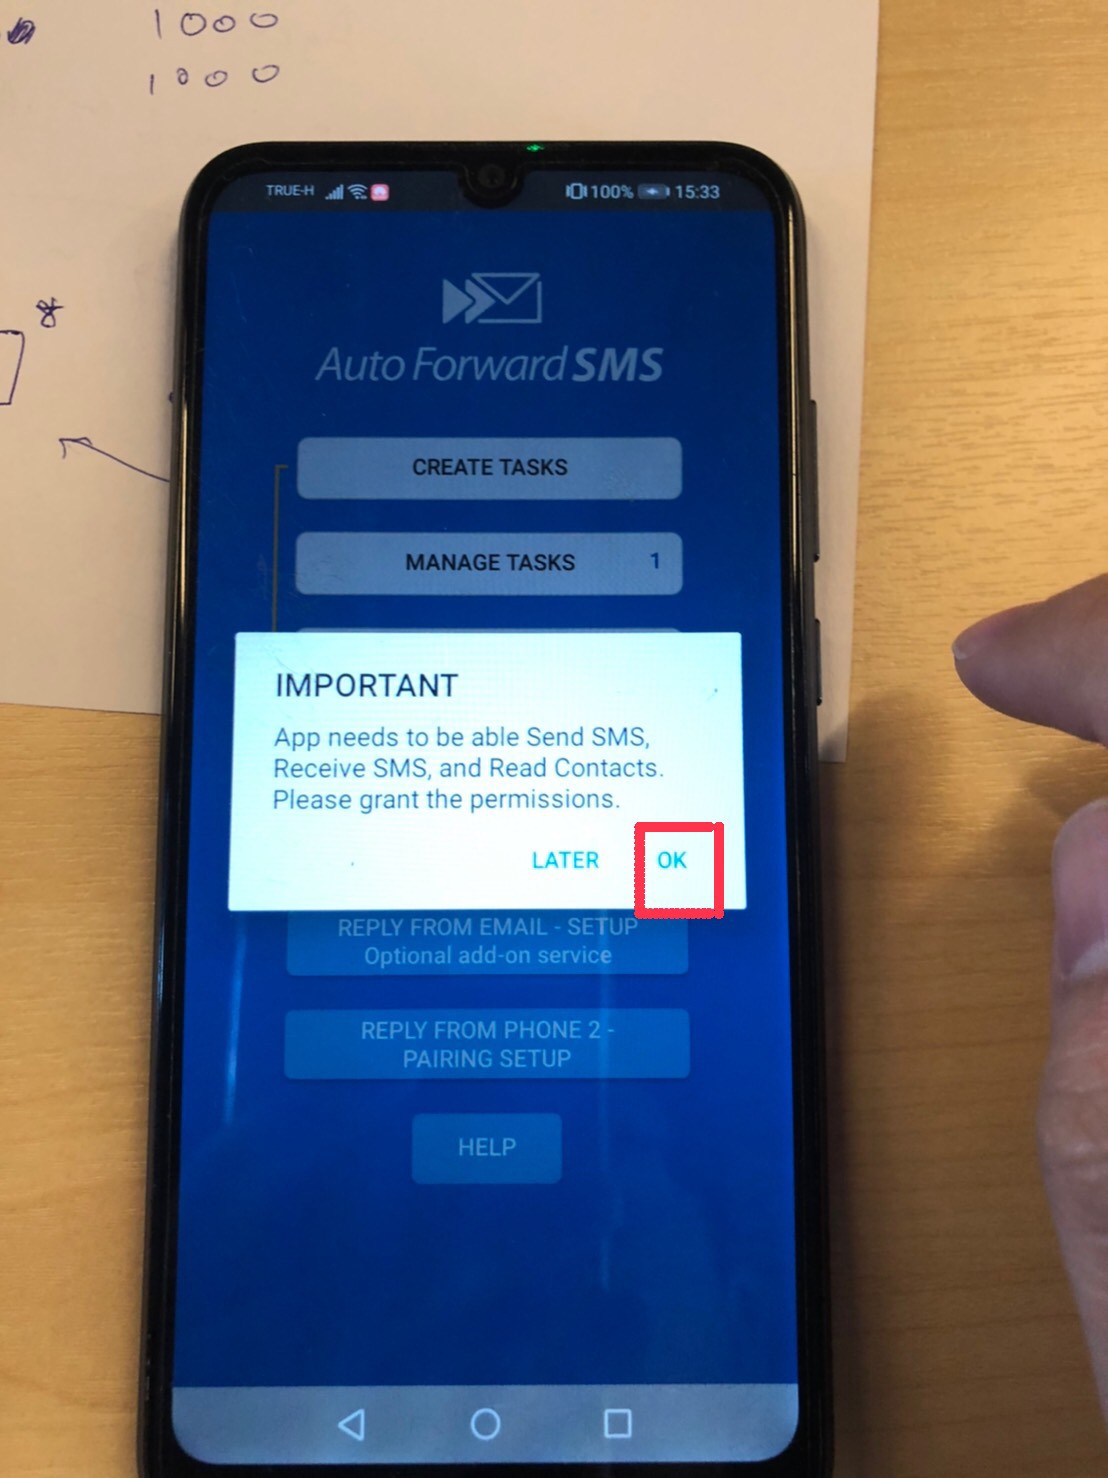 1000
1000
TRUE-H 100% 15:33
Auto Forward SMS
CREATE TASKS
MANAGE TASKS 1
IMPORTANT
App needs to be able Send SMS,
Receive SMS, and Read Contacts.
Please grant the permissions.
LATER OK
REPLY FROM EMAIL - SETUP
Optional add-on service
REPLY FROM PHONE 2 -
PAIRING SETUP
HELP